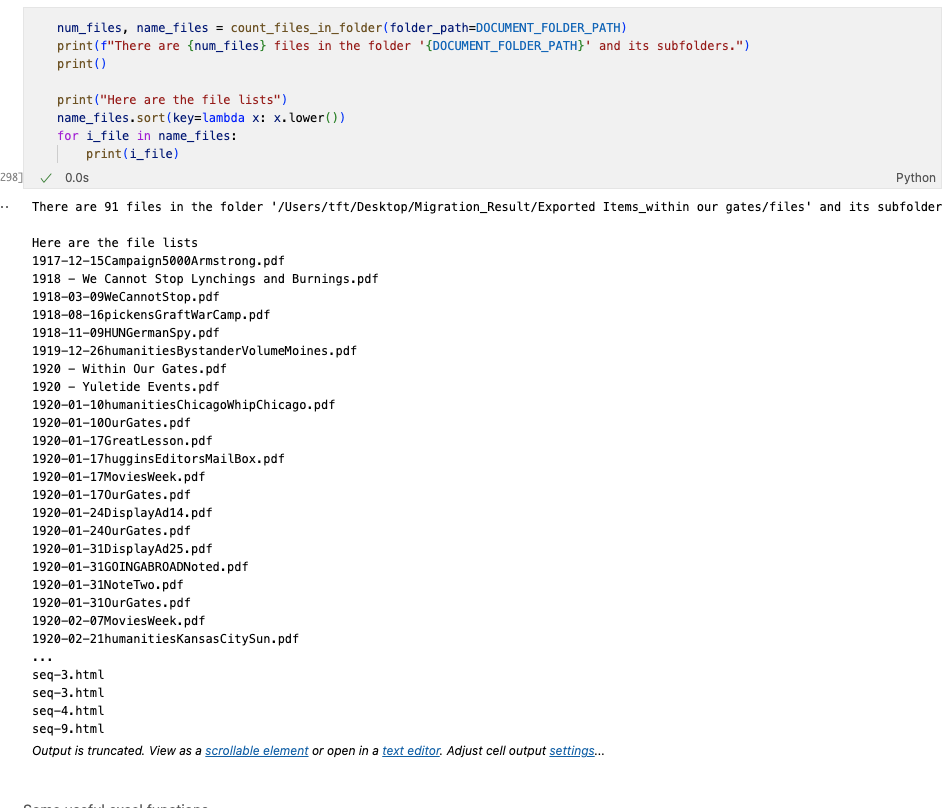 num_files, name_files = count_files_in_folder(folder_path=DOCUMENT_FOLDER_PATH)
print(f"There are {num_files} files in the folder '{DOCUMENT_FOLDER_PATH}' and its subfolders.")
print()
print("Here are the file lists")
name_files.sort(key=lambda x: x.lower())
for i_file in name_files:
print(i_file)
298] 0.0s Python
There are 91 files in the folder '/Users/tft/Desktop/Migration_Result/Exported Items_within our gates/files' and its subfolder
Here are the file lists
1917-12-15Campaign5000Armstrong.pdf
1918 - We Cannot Stop Lynchings and Burnings.pdf
1918-03-09WeCannotStop.pdf
1918-08-16pickensGraftWarCamp.pdf
1918-11-09HUNGermanSpy.pdf
1919-12-26humanitiesBystanderVolumeMoines.pdf
1920 - Within Our Gates.pdf
1920 - Yuletide Events.pdf
1920-01-10humanitiesChicagoWhipChicago.pdf
1920-01-10OurGates.pdf
1920-01-17GreatLesson.pdf
1920-01-17hugginsEditorsMailBox.pdf
1920-01-17MoviesWeek.pdf
1920-01-17OurGates.pdf
1920-01-24DisplayAd14.pdf
1920-01-24OurGates.pdf
1920-01-31DisplayAd25.pdf
1920-01-31GOINGABROADNoted.pdf
1920-01-31NoteTwo.pdf
1920-01-31OurGates.pdf
1920-02-07MoviesWeek.pdf
1920-02-21humanitiesKansasCitySun.pdf
...
seq-3.html
seq-3.html
seq-4.html
seq-9.html
Output is truncated. View as a scrollable element or open in a text editor. Adjust cell output settings...